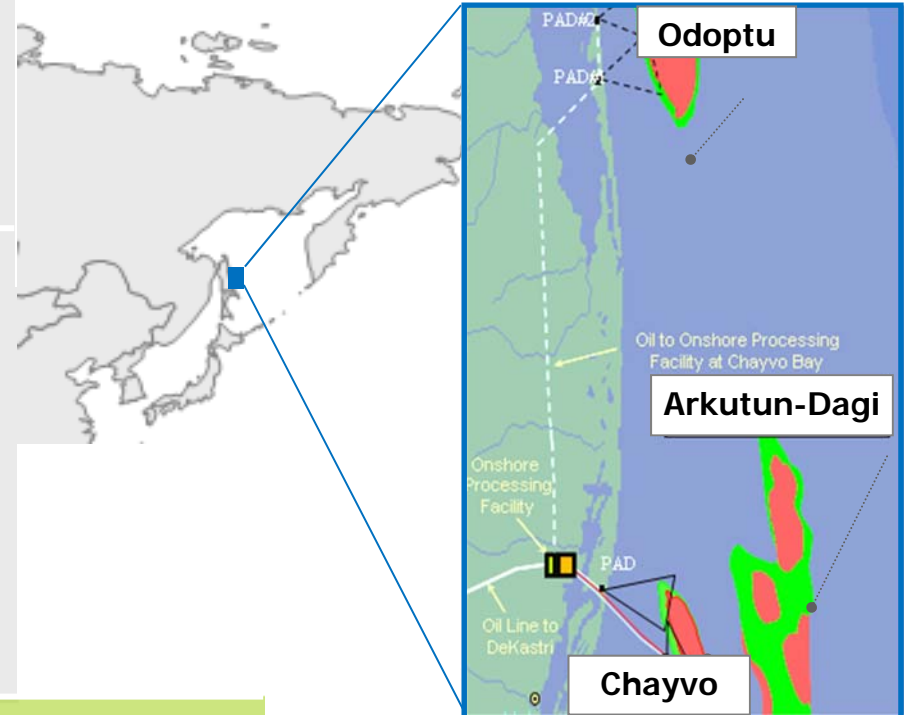 PAD#2
Odoptu
PAD#1
Oil to Onshore Processing
Facility at Chayvo Bay
Arkutun-Dagi
Onshore
Processing
Facility
PAD
Oil Line to
DeKastri
Chayvo